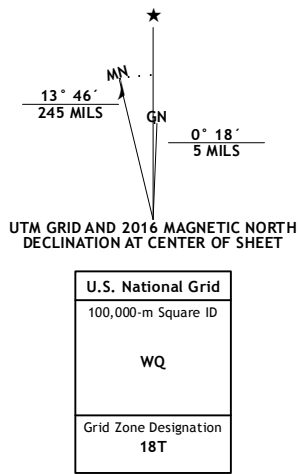 ★
MN
13° 46´
245 MILS
GN
0° 18´
5 MILS
UTM GRID AND 2016 MAGNETIC NORTH
DECLINATION AT CENTER OF SHEET
U.S. National Grid
100,000-m Square ID
WQ
Grid Zone Designation
18T